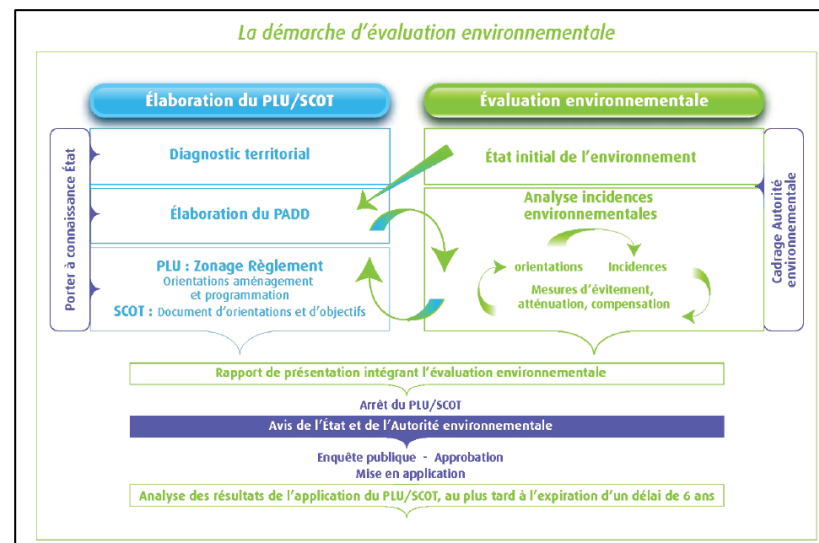 La démarche d'évaluation environnementale
Élaboration du PLU/SCOT
Évaluation environnementale
Porter à connaissance État
Diagnostic territorial
Élaboration du PADD
PLU : Zonage Règlement
Orientations aménagement
et programmation
SCOT : Document d'orientations et d'objectifs
État initial de l'environnement
Analyse incidences
environnementales
orientations
Incidences
Mesures d'évitement,
atténuation, compensation
Cadrage Autorité
environnementale
Rapport de présentation intégrant l'évaluation environnementale
Arrêt du PLU/SCOT
Avis de l'État et de l'Autorité environnementale
Enquête publique - Approbation
Mise en application
Analyse des résultats de l'application du PLU/SCOT, au plus tard à l'expiration d'un délai de 6 ans